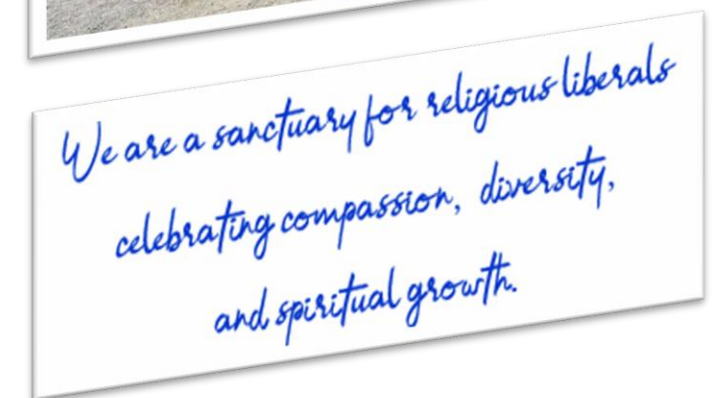 We are a sanctuary for religious liberals
celebrating compassion, diversity,
and spiritual growth.